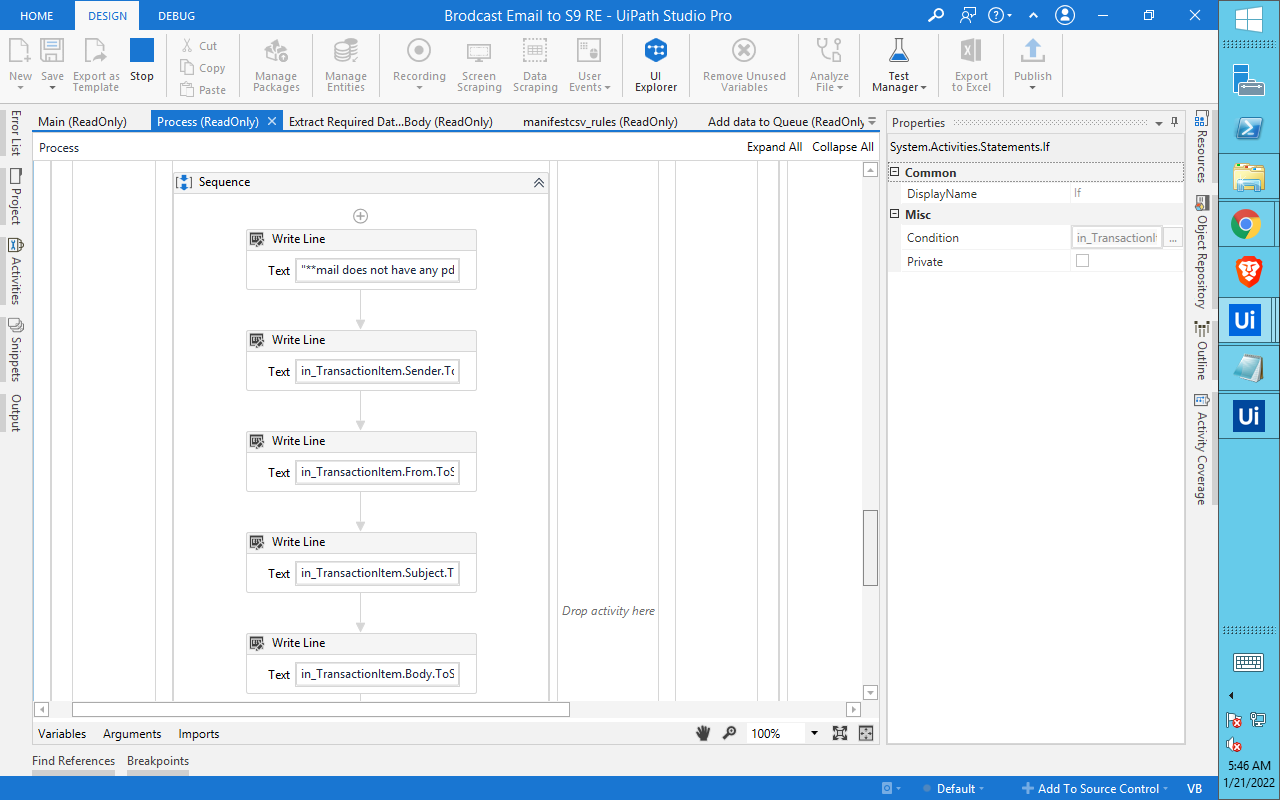 HOME DESIGN DEBUG Brodcast Email to S9 RE - UiPath Studio Pro
New Save Export as Template Stop
Cut
Copy
Paste
Manage Packages
Manage Entities
Recording
Screen Scraping
Data Scraping
User Events
UI Explorer
Remove Unused Variables
Analyze File
Test Manager
Export to Excel
Publish
Error List
Project
Activities
Snippets
Output
Main (ReadOnly) Process (ReadOnly) Extract Required Dat...Body (ReadOnly) manifestcsv_rules (ReadOnly) Add data to Queue (ReadOnly
Process Expand All Collapse All
Sequence
Write Line
Text "**mail does not have any pd
Write Line
Text in_TransactionItem.Sender.To
Write Line
Text in_TransactionItem.From.ToS
Write Line
Text in_TransactionItem.Subject.T
Drop activity here
Write Line
Text in_TransactionItem.Body.ToS
Variables Arguments Imports 100%
Find References Breakpoints
Properties
System.Activities.Statements.If
Common
DisplayName If
Misc
Condition in_TransactionI ...
Private
Resources
Object Repository
Outline
Activity Coverage
Default Add To Source Control VB
Ui
Ui
5:46 AM
1/21/2022